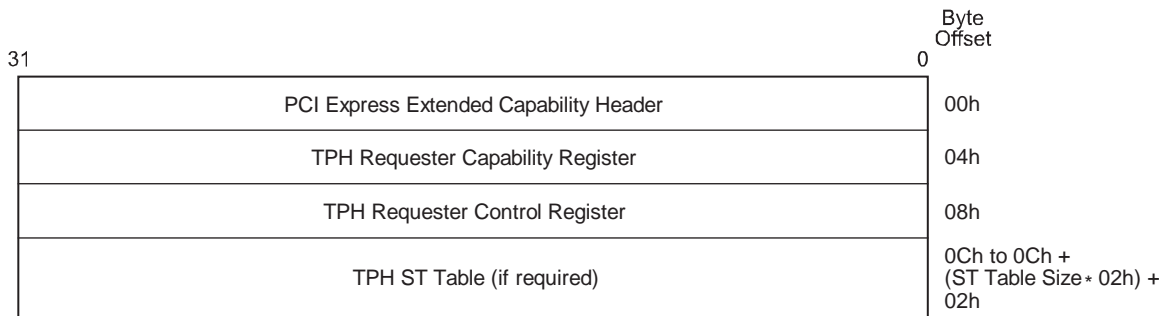 Byte
Offset
31 0
PCI Express Extended Capability Header 00h
TPH Requester Capability Register 04h
TPH Requester Control Register 08h
TPH ST Table (if required) 0Ch to 0Ch +
(ST Table Size * 02h) +
02h